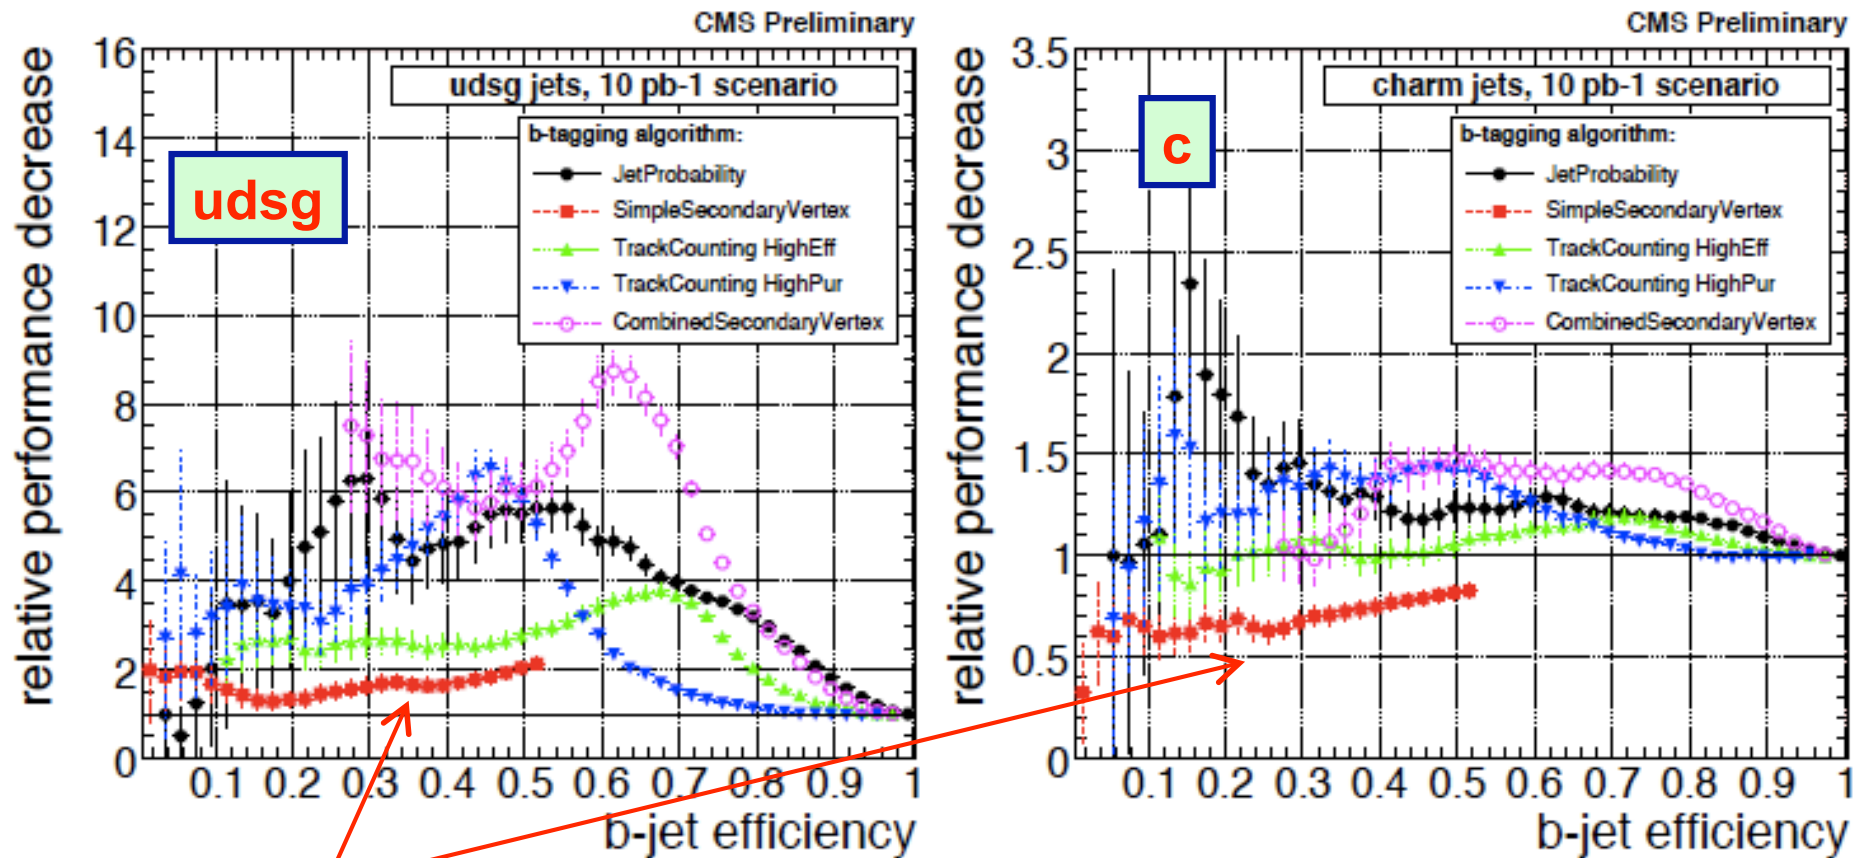 CMS Preliminary
udsg jets, 10 pb-1 scenario
b-tagging algorithm:
JetProbability
SimpleSecondaryVertex
TrackCounting HighEff
TrackCounting HighPur
CombinedSecondaryVertex
udsg
relative performance decrease
16
14
12
10
8
6
4
2
0
0.1 0.2 0.3 0.4 0.5 0.6 0.7 0.8 0.9 1
b-jet efficiency
CMS Preliminary
charm jets, 10 pb-1 scenario
b-tagging algorithm:
JetProbability
SimpleSecondaryVertex
TrackCounting HighEff
TrackCounting HighPur
CombinedSecondaryVertex
c
relative performance decrease
3.5
3
2.5
2
1.5
1
0.5
0
0.1 0.2 0.3 0.4 0.5 0.6 0.7 0.8 0.9 1
b-jet efficiency